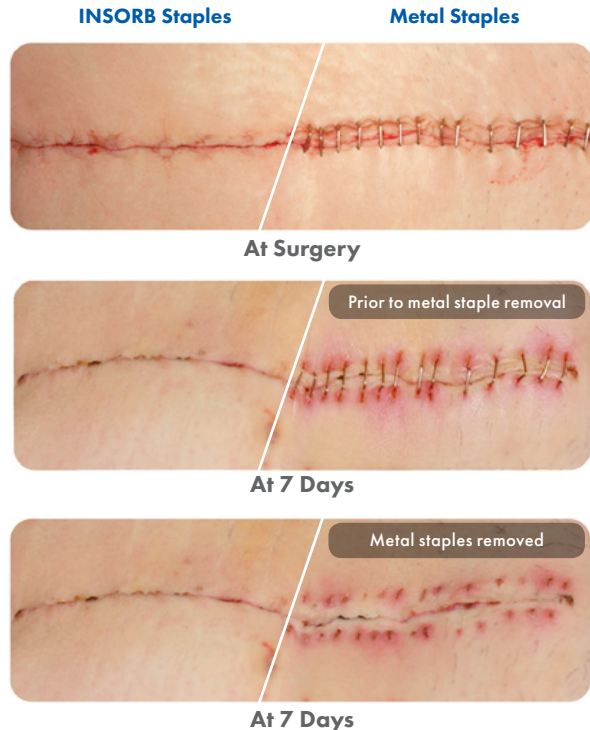 INSORB Staples
Metal Staples
At Surgery
Prior to metal staple removal
At 7 Days
Metal staples removed
At 7 Days